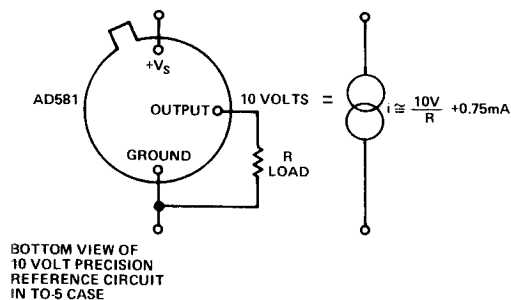 +VS
AD581
OUTPUT
10 VOLTS
=
i ≅ 10V/R +0.75mA
GROUND
R
LOAD
BOTTOM VIEW OF
10 VOLT PRECISION
REFERENCE CIRCUIT
IN TO-5 CASE